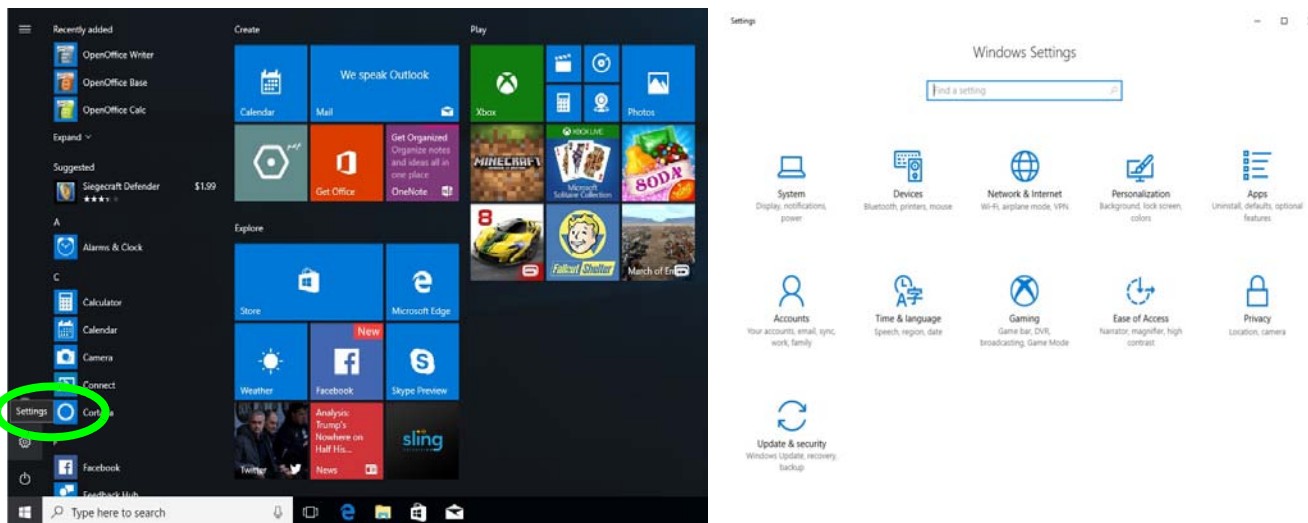 Recently added
OpenOffice Writer
OpenOffice Base
OpenOffice Calc
Expand
Suggested
Siegecraft Defender $1.99
A
Alarms & Clock
C
Calculator
Calendar
Camera
Connect
Settings
Facebook
Type here to search
Create
Calendar
We speak Outlook
Mail
Get Office
Get Organized
Organize notes
and ideas all in
one place
OneNote
Explore
Store
Microsoft Edge
Weather
New
Facebook
Skype Preview
Twitter
Analysis:
Trump's
Nowhere on
Half His...
News
sling
Play
Xbox
Photos
MINECRAFT
XBOX LIVE
Microsoft
Solitaire Collection
SODA
8
Fallout Shelter
March of
Settings
Windows Settings
Find a setting
System
Display, notifications,
power
Devices
Bluetooth, printers, mouse
Network & Internet
Wi-Fi, airplane mode, VPN
Personalization
Background, lock screen,
colors
Apps
Uninstall, defaults, optional
features
Accounts
Your accounts, email, sync,
work, family
Time & language
Speech, region, date
Gaming
Game bar, DVR,
broadcasting, Game Mode
Ease of Access
Narrator, magnifier, high
contrast
Privacy
Location, camera
Update & security
Windows Update, recovery,
backup